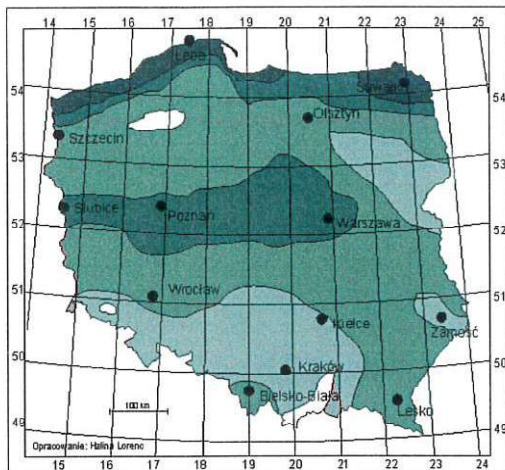 14 15 16 17 18 19 20 21 22 23 24
Łeba
Suwałki
54 54
Olsztyn
Szczecin
53 53
Słubice
Poznań
Warszawa
52 52
Wrocław
51 51
Kielce
Zamość
50 50
Kraków
Bielsko-Biała
Lesko
100 km
49 49
Opracowanie: Halina Lorenc
15 16 17 18 19 20 21 22 23 24 25